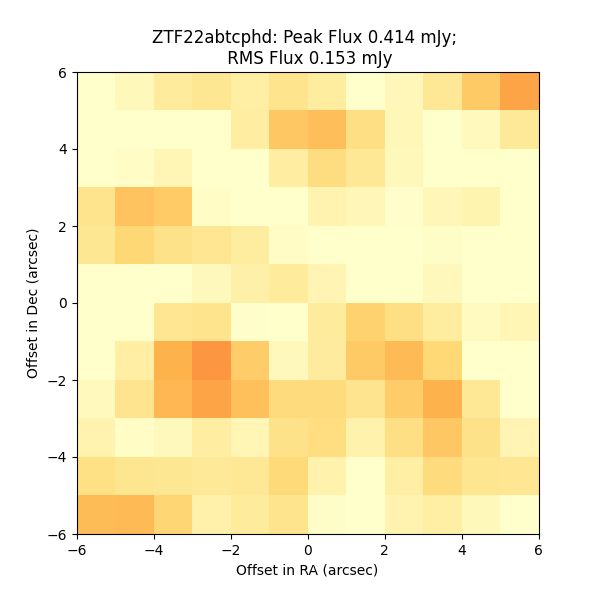 ZTF22abtcphd: Peak Flux 0.414 mJy;
RMS Flux 0.153 mJy
6
4
2
0
−2
−4
−6
Offset in Dec (arcsec)
−6 −4 −2 0 2 4 6
Offset in RA (arcsec)